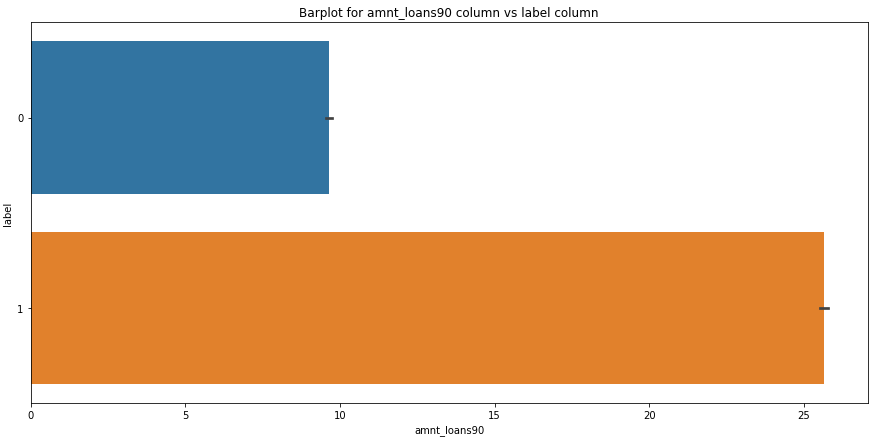 Barplot for amnt_loans90 column vs label column
label
0
1
0 5 10 15 20 25
amnt_loans90